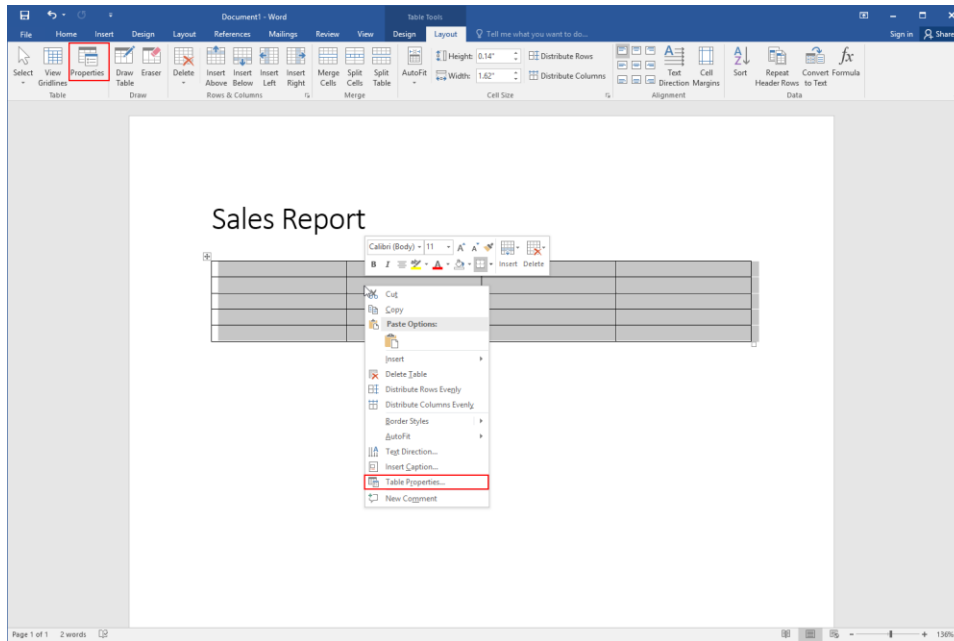 Document1 - Word
Table Tools
File Home Insert Design Layout References Mailings Review View Design Layout Tell me what you want to do... Sign in Share
Select View Gridlines Properties Draw Table Eraser Delete Insert Above Insert Below Insert Left Insert Right Merge Cells Split Cells Split Table AutoFit Height: 0.14" Distribute Rows Width: 1.62" Distribute Columns Text Direction Cell Margins Sort Repeat Header Rows Convert to Text Formula
Table Draw Rows & Columns Merge Cell Size Alignment Data
Sales Report
Calibri (Body) 11
B I Insert Delete
Cut
Copy
Paste Options:
Insert
Delete Table
Distribute Rows Evenly
Distribute Columns Evenly
Border Styles
AutoFit
Text Direction...
Insert Caption...
Table Properties...
New Comment
Page 1 of 1 2 words 136%